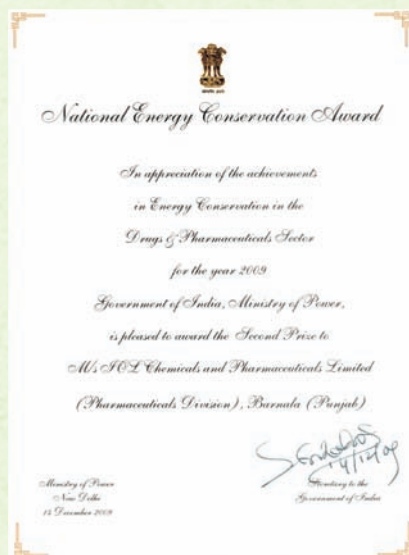 National Energy Conservation Award
In appreciation of the achievements
in Energy Conservation in the
Drugs & Pharmaceuticals Sector
for the year 2009
Government of India, Ministry of Power,
is pleased to award the Second Prize to
M/s IOL Chemicals and Pharmaceuticals Limited
(Pharmaceuticals Division), Barnala (Punjab)
14/12/09
Ministry of Power
New Delhi
14 December 2009
Secretary to the
Government of India